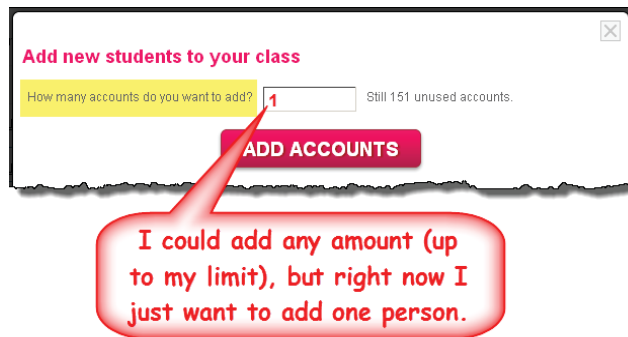 Add new students to your class
How many accounts do you want to add? 1 Still 151 unused accounts.
ADD ACCOUNTS
I could add any amount (up
to my limit), but right now I
just want to add one person.